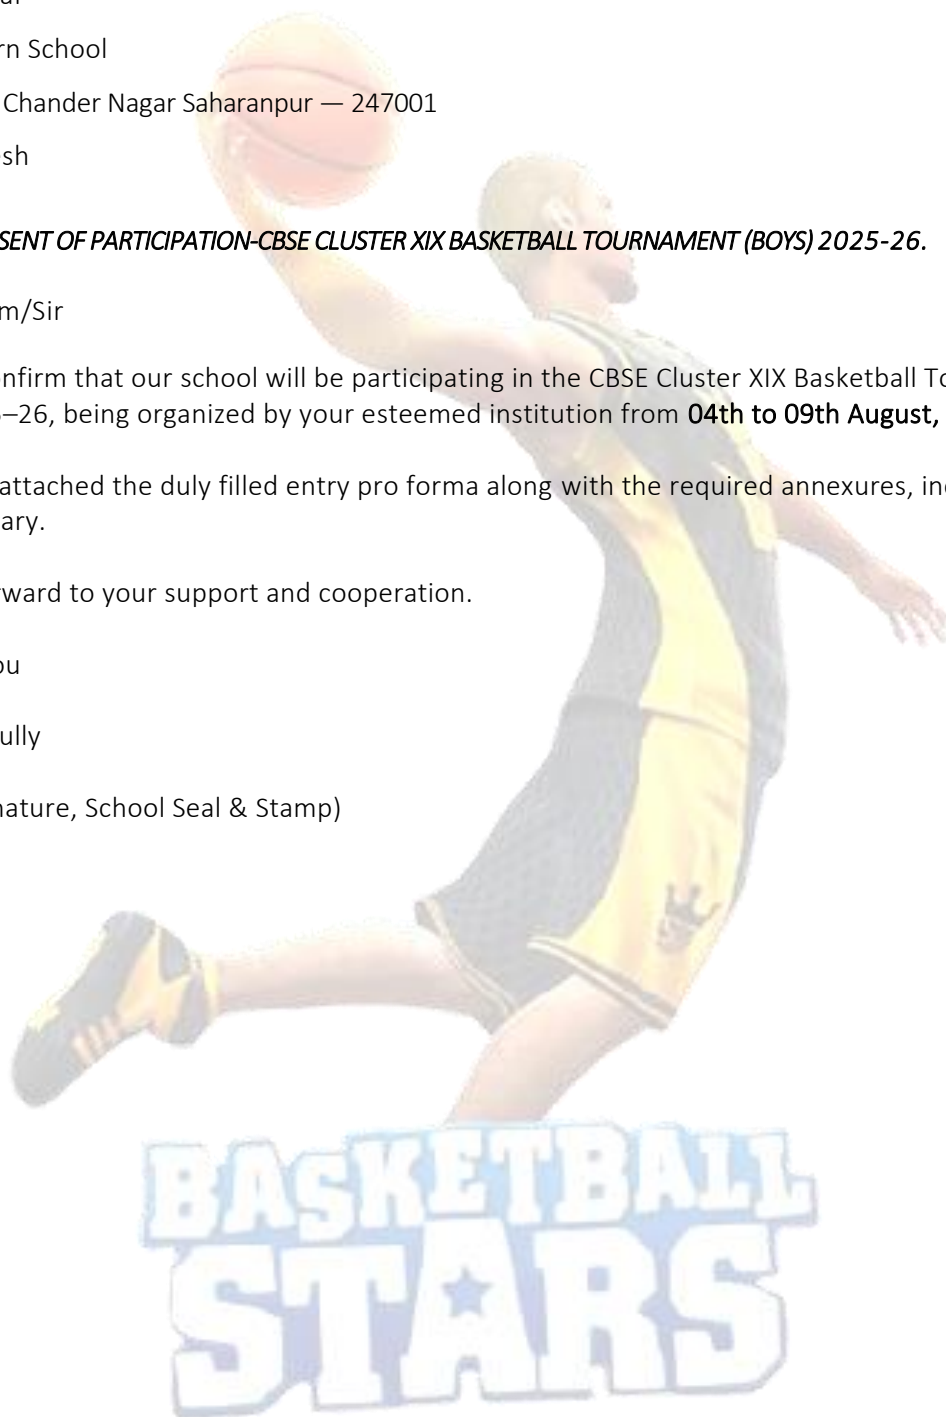 rn School
Chander Nagar Saharanpur — 247001
sh
SENT OF PARTICIPATION-CBSE CLUSTER XIX BASKETBALL TOURNAMENT (BOYS) 2025-26.
m/Sir
nfirm that our school will be participating in the CBSE Cluster XIX Basketball To
–26, being organized by your esteemed institution from 04th to 09th August,
attached the duly filled entry pro forma along with the required annexures, in
ary.
ward to your support and cooperation.
ou
ully
nature, School Seal & Stamp)
BASKETBALL
STARS